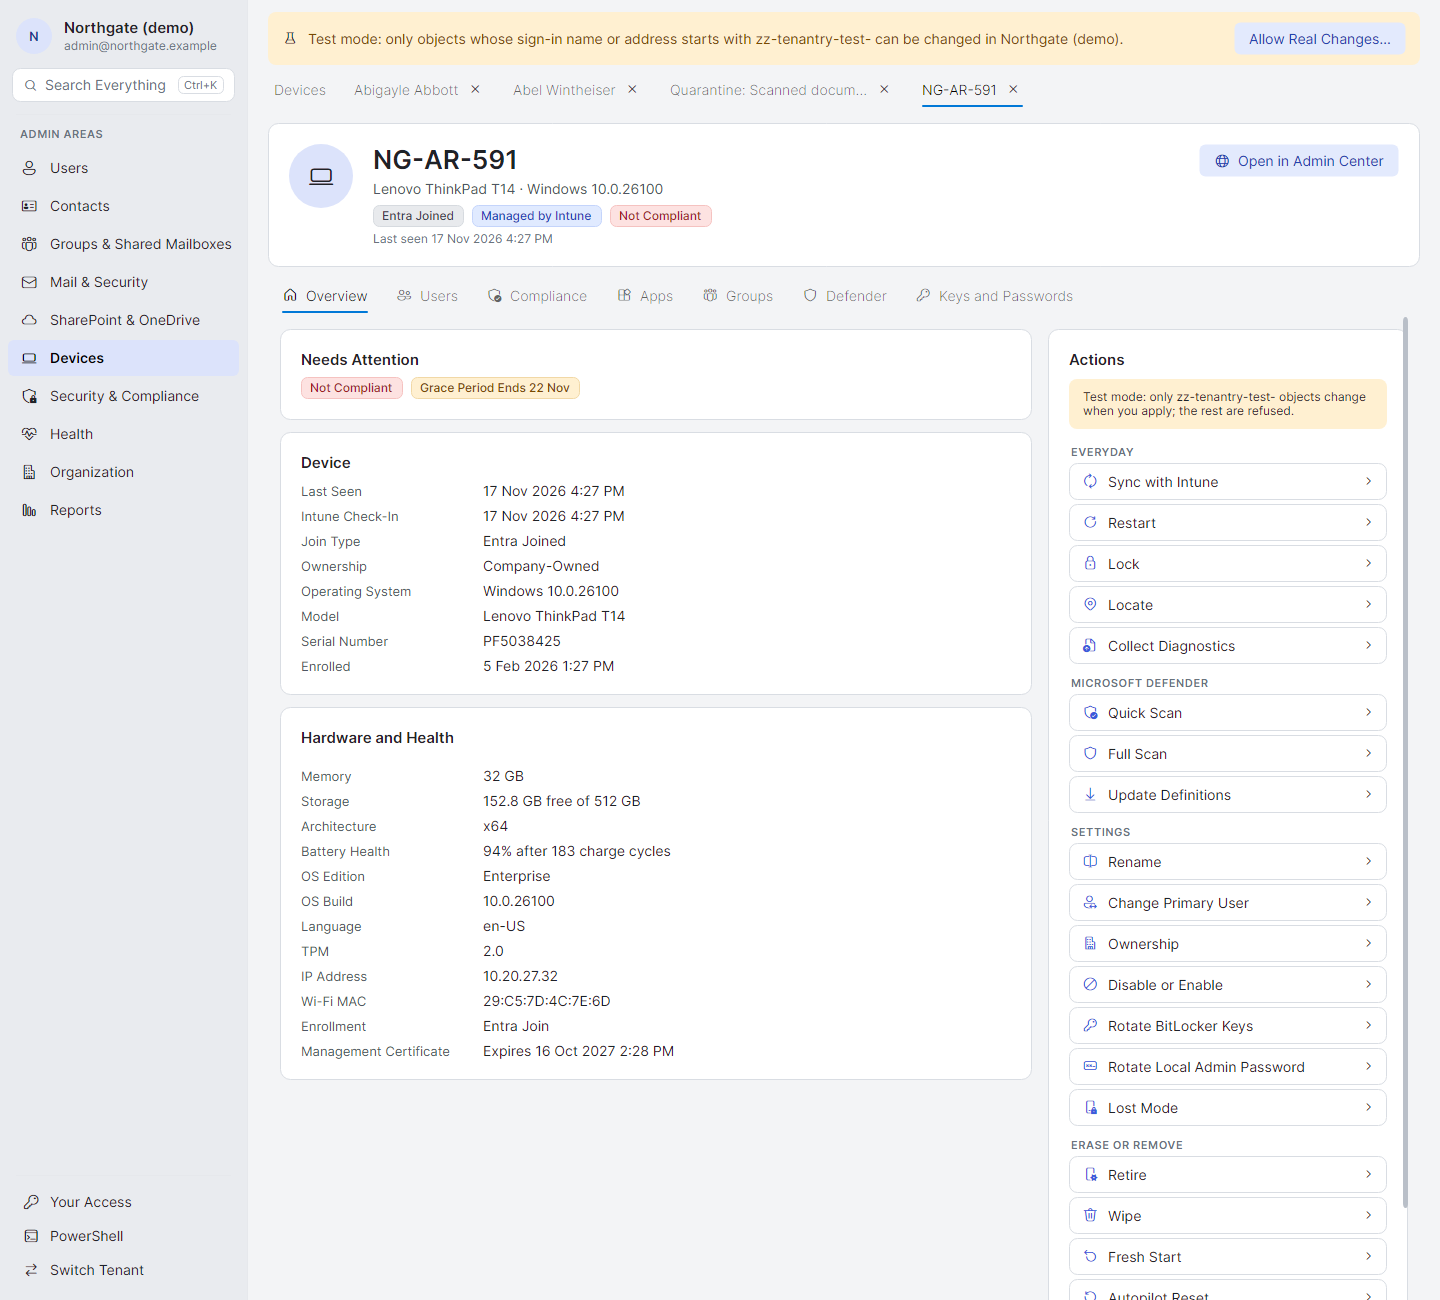 N
Northgate (demo)
admin@northgate.example
Search Everything
Ctrl+K
ADMIN AREAS
Users
Contacts
Groups & Shared Mailboxes
Mail & Security
SharePoint & OneDrive
Devices
Security & Compliance
Health
Organization
Reports
Your Access
PowerShell
Switch Tenant
Test mode: only objects whose sign-in name or address starts with zz-tenantry-test- can be changed in Northgate (demo).
Allow Real Changes...
Devices
Abigayle Abbott
Abel Wintheiser
Quarantine: Scanned docum...
NG-AR-591
NG-AR-591
Lenovo ThinkPad T14 · Windows 10.0.26100
Entra Joined
Managed by Intune
Not Compliant
Last seen 17 Nov 2026 4:27 PM
Open in Admin Center
Overview
Users
Compliance
Apps
Groups
Defender
Keys and Passwords
Needs Attention
Not Compliant
Grace Period Ends 22 Nov
Device
Last Seen 17 Nov 2026 4:27 PM
Intune Check-In 17 Nov 2026 4:27 PM
Join Type Entra Joined
Ownership Company-Owned
Operating System Windows 10.0.26100
Model Lenovo ThinkPad T14
Serial Number PF5038425
Enrolled 5 Feb 2026 1:27 PM
Hardware and Health
Memory 32 GB
Storage 152.8 GB free of 512 GB
Architecture x64
Battery Health 94% after 183 charge cycles
OS Edition Enterprise
OS Build 10.0.26100
Language en-US
TPM 2.0
IP Address 10.20.27.32
Wi-Fi MAC 29:C5:7D:4C:7E:6D
Enrollment Entra Join
Management Certificate Expires 16 Oct 2027 2:28 PM
Actions
Test mode: only zz-tenantry-test- objects change
when you apply; the rest are refused.
EVERYDAY
Sync with Intune
Restart
Lock
Locate
Collect Diagnostics
MICROSOFT DEFENDER
Quick Scan
Full Scan
Update Definitions
SETTINGS
Rename
Change Primary User
Ownership
Disable or Enable
Rotate BitLocker Keys
Rotate Local Admin Password
Lost Mode
ERASE OR REMOVE
Retire
Wipe
Fresh Start
Autopilot Reset